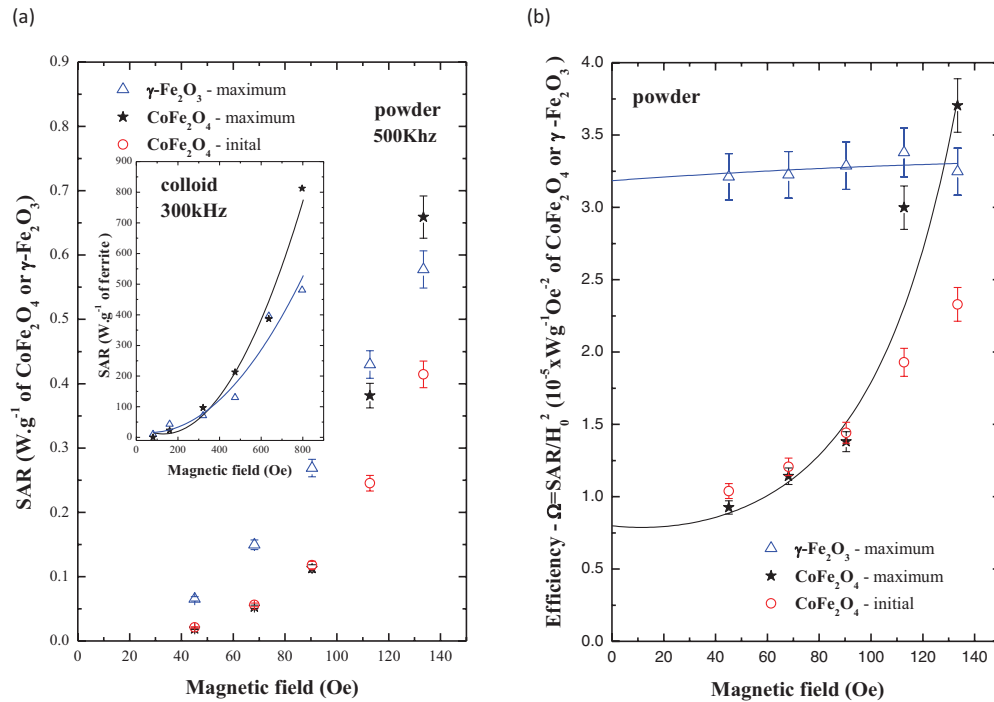 (a)
0.9
0.8
0.7
0.6
0.5
0.4
0.3
0.2
0.1
0.0
0 20 40 60 80 100 120 140
SAR (W.g⁻¹ of CoFe₂O₄ or γ-Fe₂O₃)
Magnetic field (Oe)
γ-Fe₂O₃ - maximum
CoFe₂O₄ - maximum
CoFe₂O₄ - inital
powder
500Khz
colloid
300kHz
900
800
700
600
500
400
300
200
100
0
0 200 400 600 800
SAR (W.g⁻¹ of ferrite )
Magnetic field (Oe)
(b)
4.0
3.5
3.0
2.5
2.0
1.5
1.0
0.5
0.0
0 20 40 60 80 100 120 140
Efficiency - Ω=SAR/H₀² (10⁻⁵xWg⁻¹Oe⁻² of CoFe₂O₄ or γ -Fe₂O₃)
Magnetic field (Oe)
powder
γ-Fe₂O₃ - maximum
CoFe₂O₄ - maximum
CoFe₂O₄ - initial